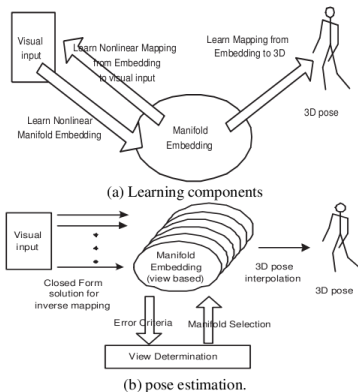 Visual
input
Learn Nonlinear Mapping
from Embedding
to visual input
Learn Mapping from
Embedding to 3D
Learn Nonlinear
Manifold Embedding
Manifold
Embedding
3D pose
(a) Learning components
Visual
input
Closed Form
solution for
inverse mapping
Manifold
Embedding
(view based)
3D pose
interpolation
3D pose
Error Criteria
Manifold Selection
View Determination
(b) pose estimation.